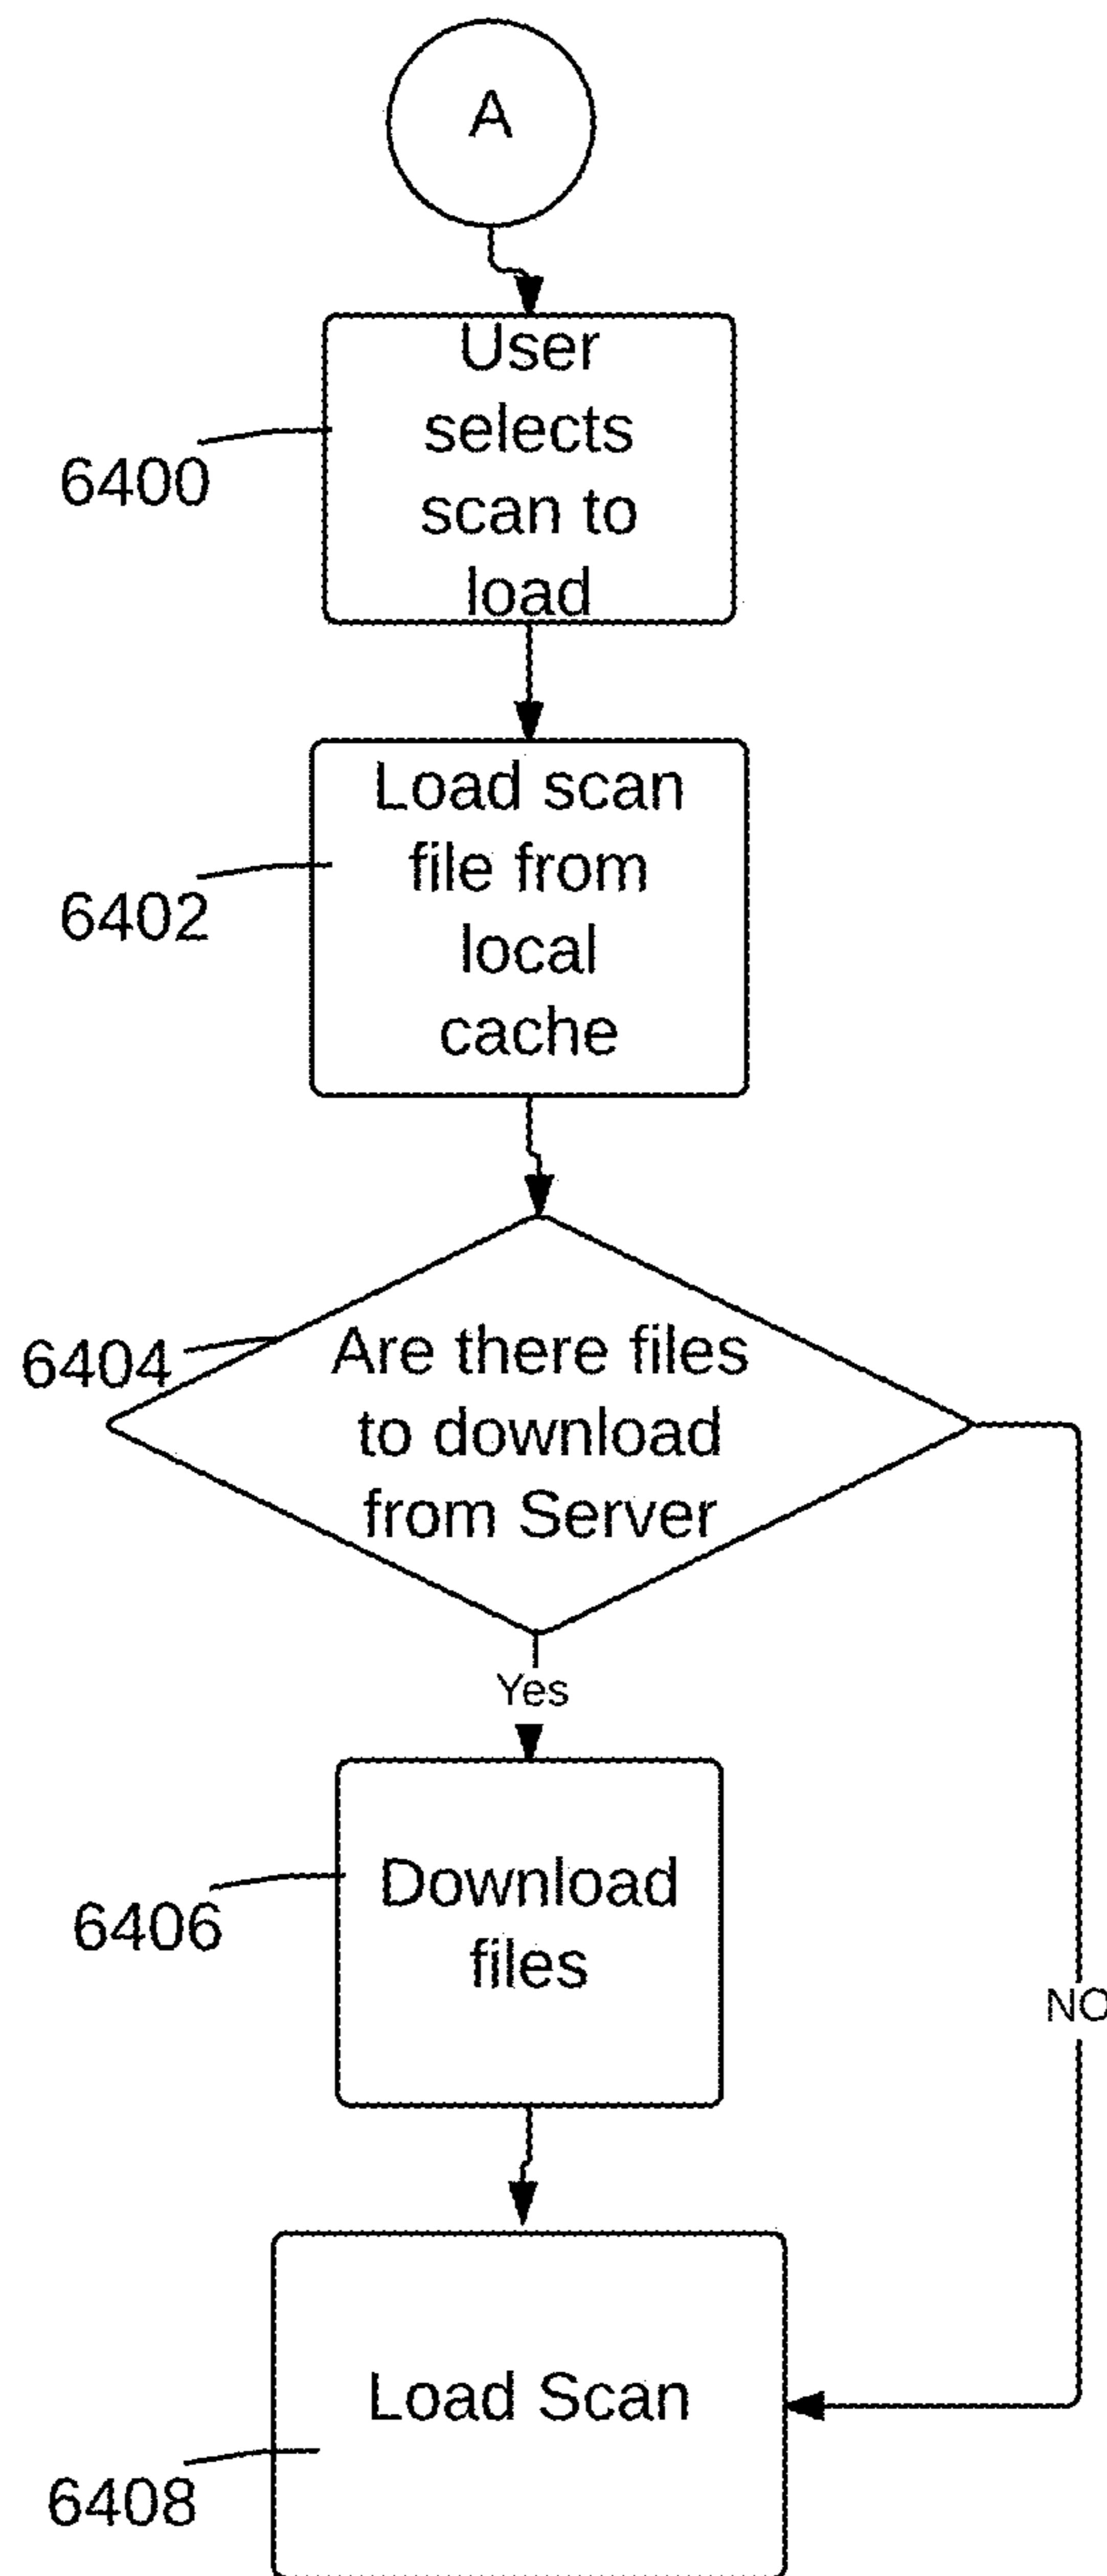 A
User
selects
scan to
load
6400
Load scan
file from
local
cache
6402
6404
Are there files
to download
from Server
Yes
Download
files
6406
NO
Load Scan
6408